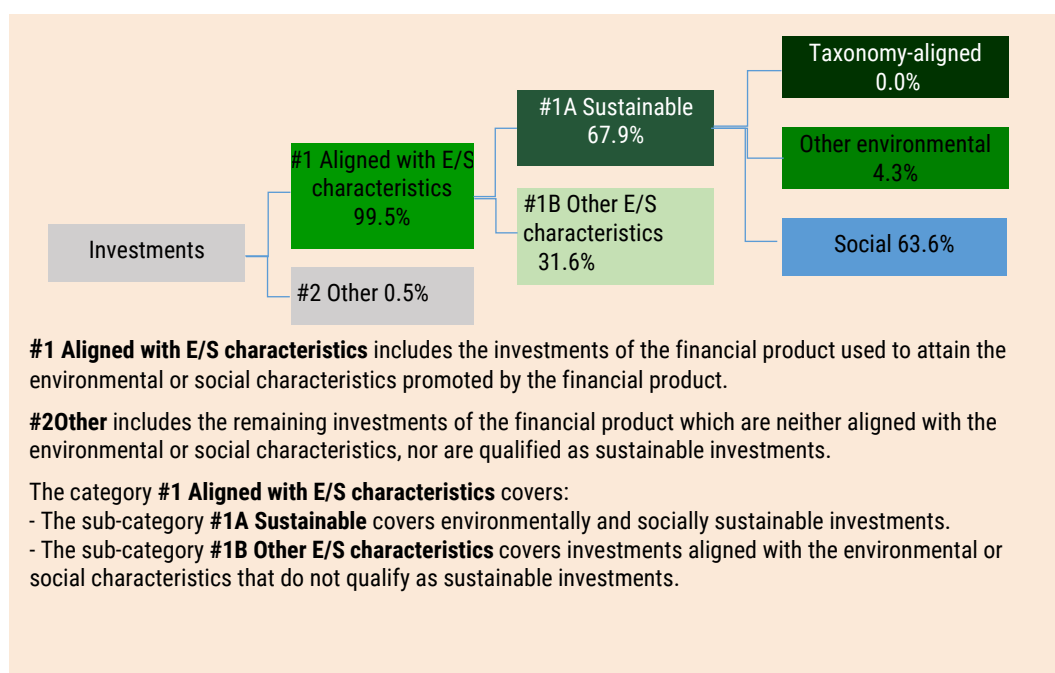 Taxonomy-aligned
0.0%
#1A Sustainable
67.9%
Other environmental
4.3%
#1 Aligned with E/S
characteristics
99.5%
#1B Other E/S
characteristics
31.6%
Investments
Social 63.6%
#2 Other 0.5%
#1 Aligned with E/S characteristics includes the investments of the financial product used to attain the
environmental or social characteristics promoted by the financial product.
#2Other includes the remaining investments of the financial product which are neither aligned with the
environmental or social characteristics, nor are qualified as sustainable investments.
The category #1 Aligned with E/S characteristics covers:
- The sub-category #1A Sustainable covers environmentally and socially sustainable investments.
- The sub-category #1B Other E/S characteristics covers investments aligned with the environmental or
social characteristics that do not qualify as sustainable investments.